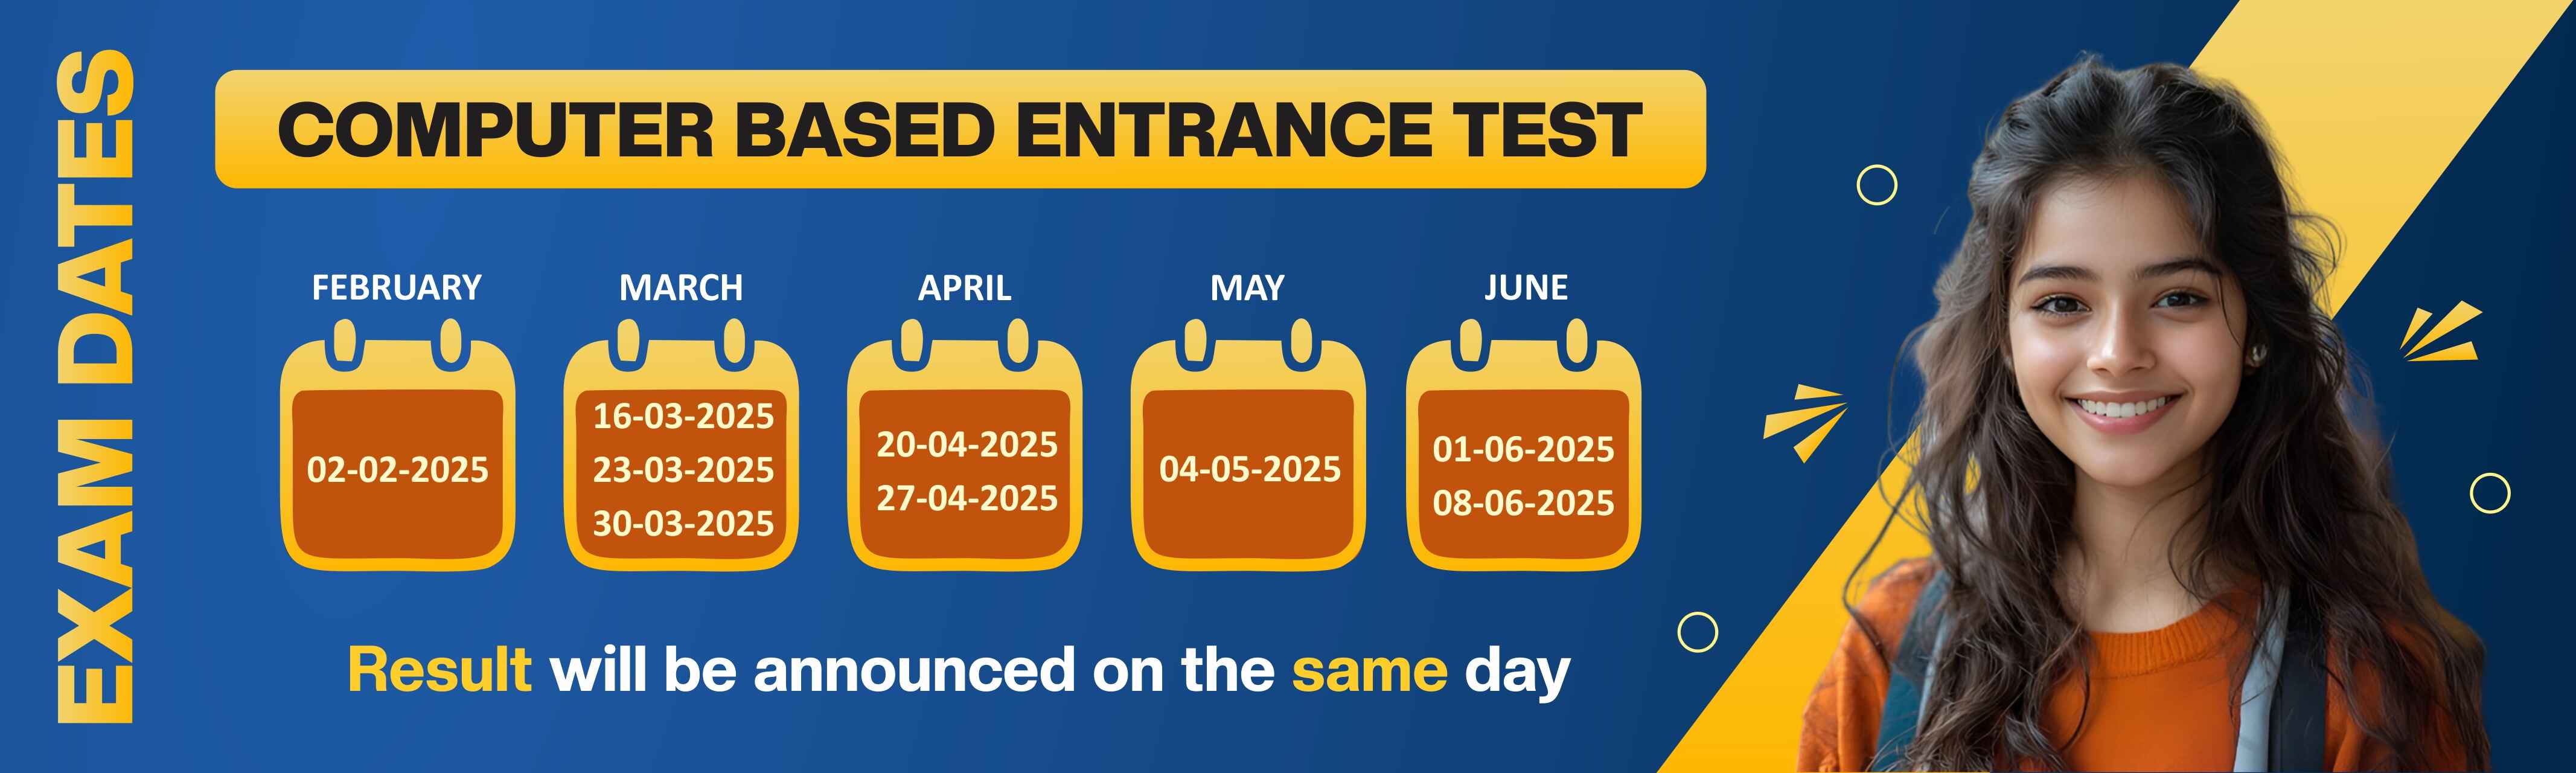 EXAM DATES
COMPUTER BASED ENTRANCE TEST
FEBRUARY
02-02-2025
MARCH
16-03-2025
23-03-2025
30-03-2025
APRIL
20-04-2025
27-04-2025
MAY
04-05-2025
JUNE
01-06-2025
08-06-2025
Result will be announced on the same day